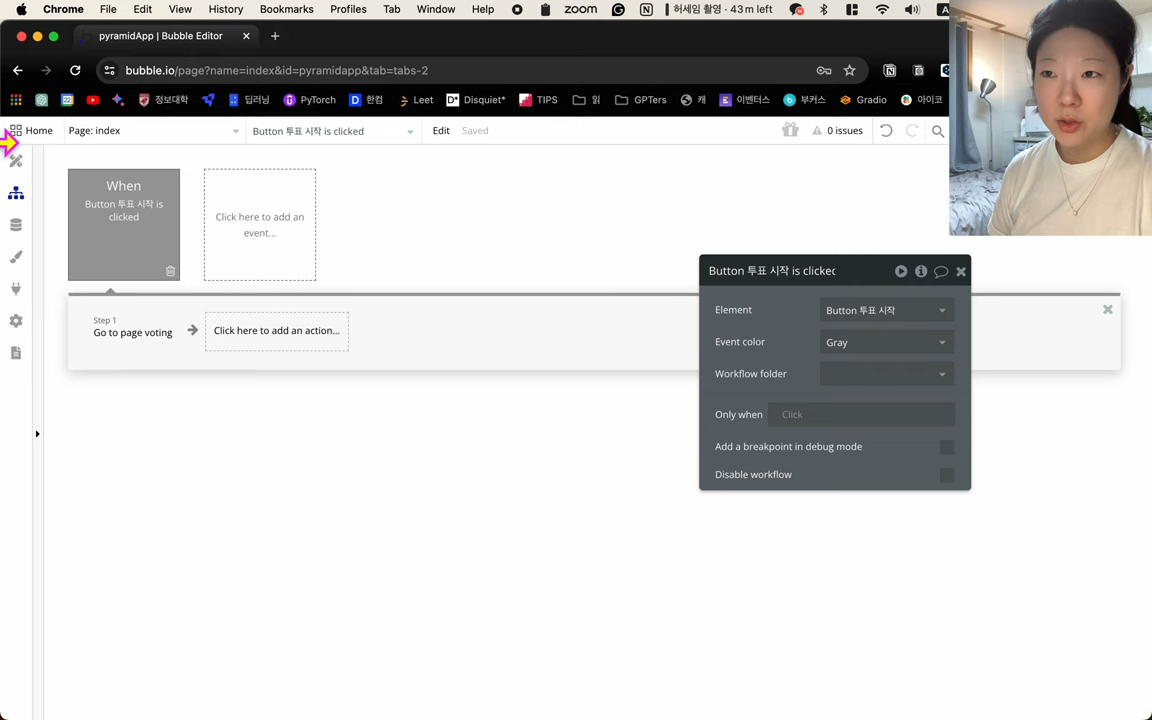 Chrome File Edit View History Bookmarks Profiles Tab Window Help zoom 허세임 촬영 · 43 m left
pyramidApp | Bubble Editor
bubble.io/page?name=index&id=pyramidapp&tab=tabs-2
정보대학 딥러닝 PyTorch 한컴 Leet Disquiet* TIPS 읽 GPTers 캐 이벤터스 부커스 Gradio 아이코
Home Page: index Button 투표 시작 is clicked Edit Saved 0 issues
When
Button 투표 시작 is
clicked
Click here to add an
event...
Button 투표 시작 is clicked
Step 1
Go to page voting
Click here to add an action...
Element Button 투표 시작
Event color Gray
Workflow folder
Only when Click
Add a breakpoint in debug mode
Disable workflow